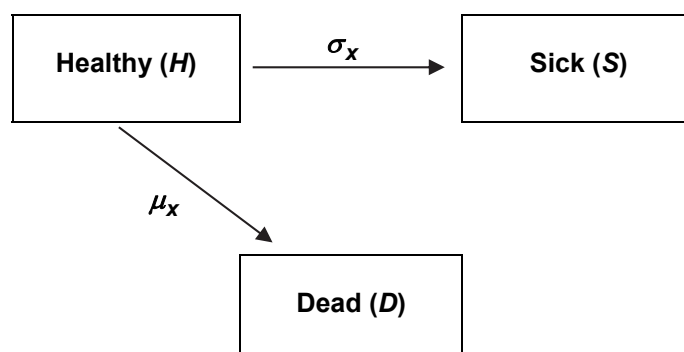 Healthy (H)
σx
Sick (S)
μx
Dead (D)